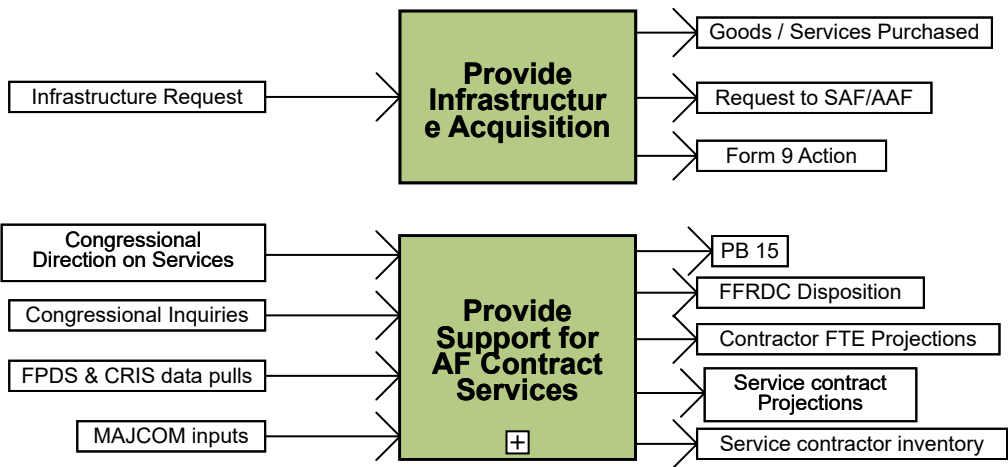 Infrastructure Request
Provide
Infrastructur
e Acquisition
Goods / Services Purchased
Request to SAF/AAF
Form 9 Action
Congressional
Direction on Services
Congressional Inquiries
FPDS & CRIS data pulls
MAJCOM inputs
Provide
Support for
AF Contract
Services
+
PB 15
FFRDC Disposition
Contractor FTE Projections
Service contract
Projections
Service contractor inventory